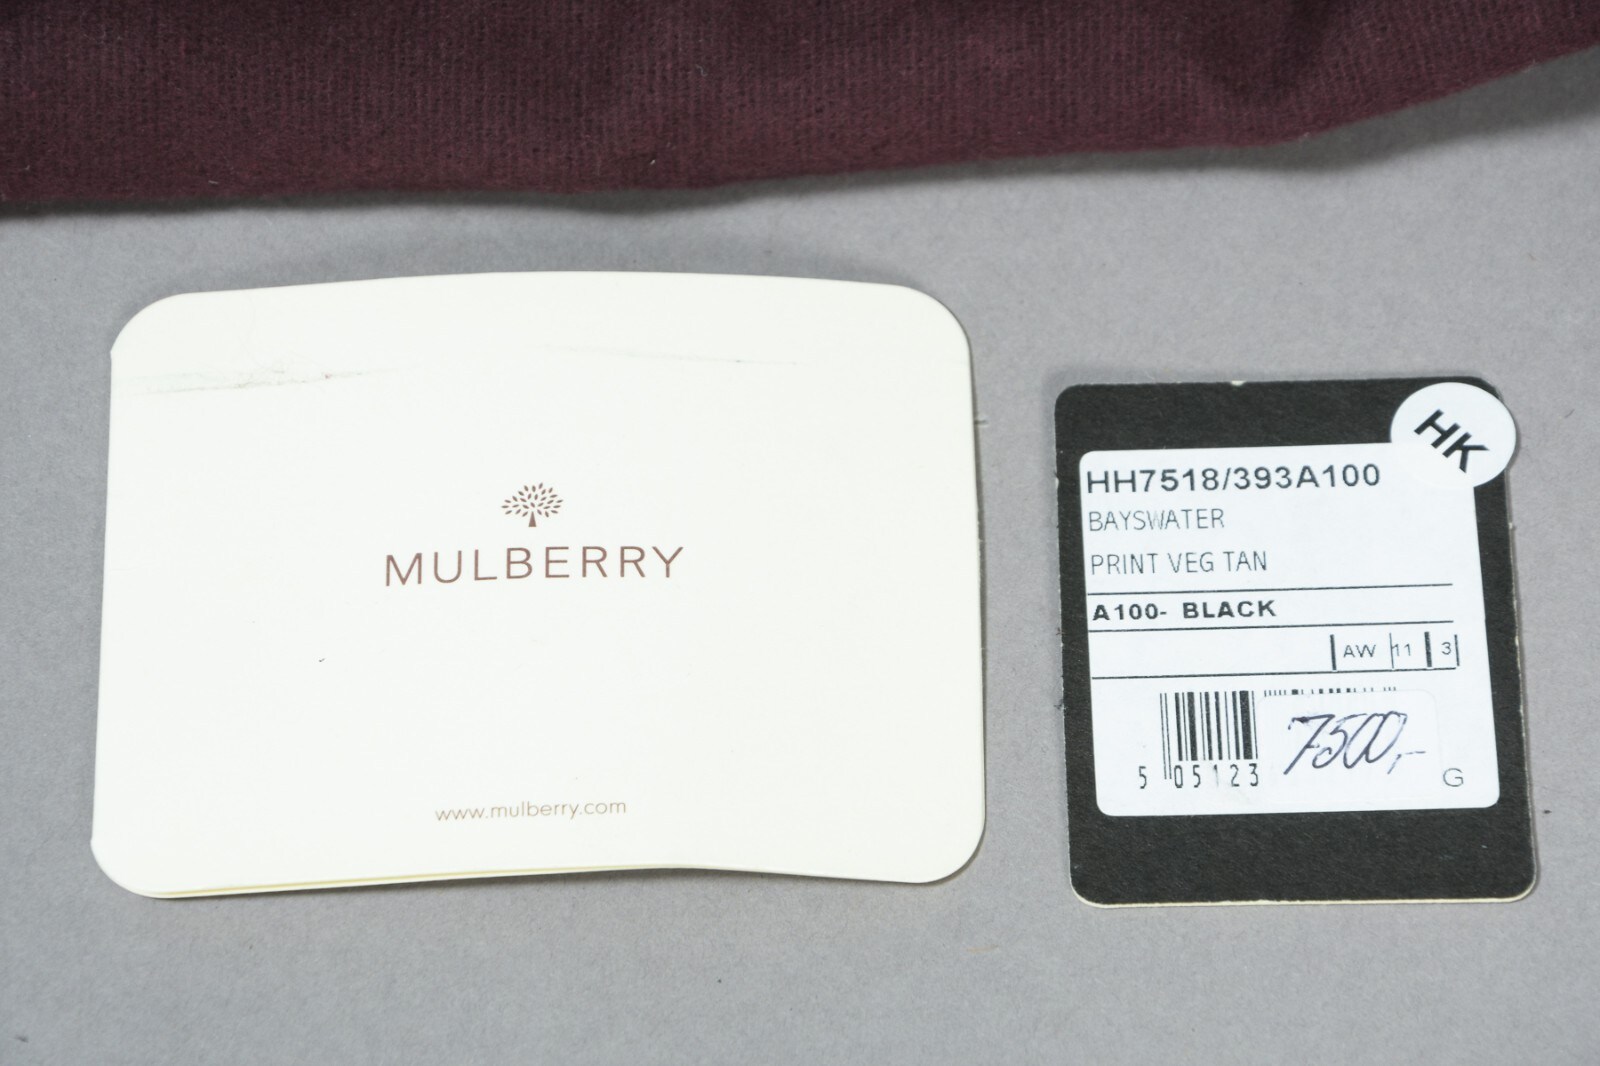 MULBERRY
www.mulberry.com
HK
HH7518/393A100
BAYSWATER
PRINT VEG TAN
A100- BLACK
AW 11 3
7500,-
5 05123
G